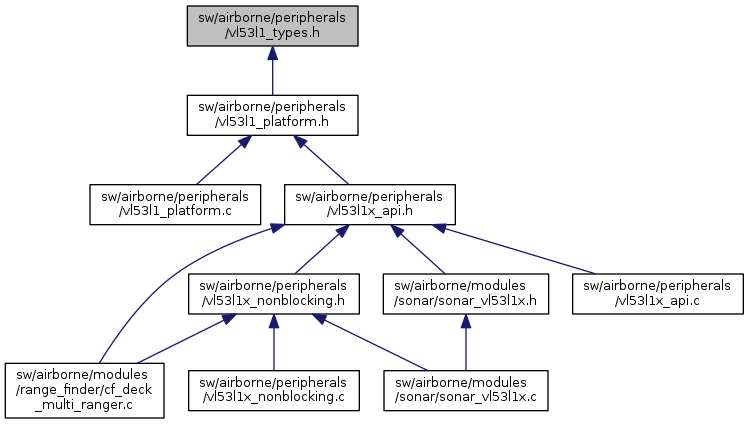 sw/airborne/peripherals
/vl53l1_types.h
sw/airborne/peripherals
/vl53l1_platform.h
sw/airborne/peripherals
/vl53l1_platform.c
sw/airborne/peripherals
/vl53l1x_api.h
sw/airborne/peripherals
/vl53l1x_nonblocking.h
sw/airborne/modules
/sonar/sonar_vl53l1x.h
sw/airborne/peripherals
/vl53l1x_api.c
sw/airborne/modules
/range_finder/cf_deck
_multi_ranger.c
sw/airborne/peripherals
/vl53l1x_nonblocking.c
sw/airborne/modules
/sonar/sonar_vl53l1x.c